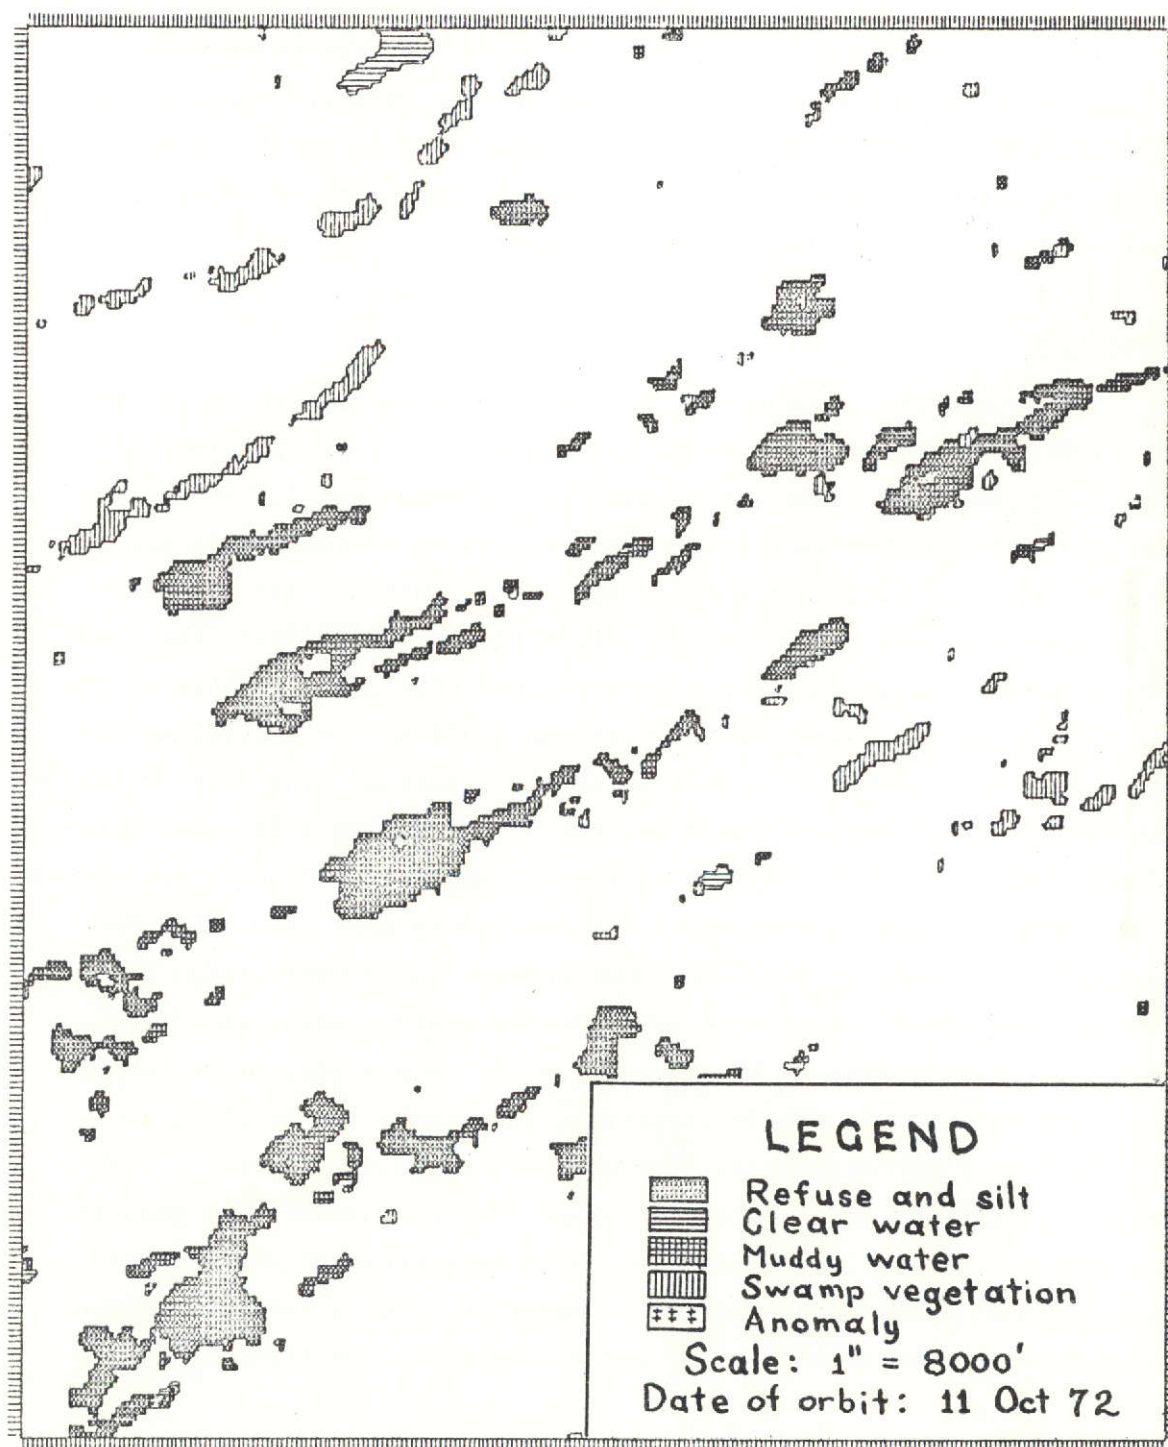 LEGEND
Refuse and silt
Clear water
Muddy water
Swamp vegetation
Anomaly
Scale: 1" = 8000'
Date of orbit: 11 Oct 72